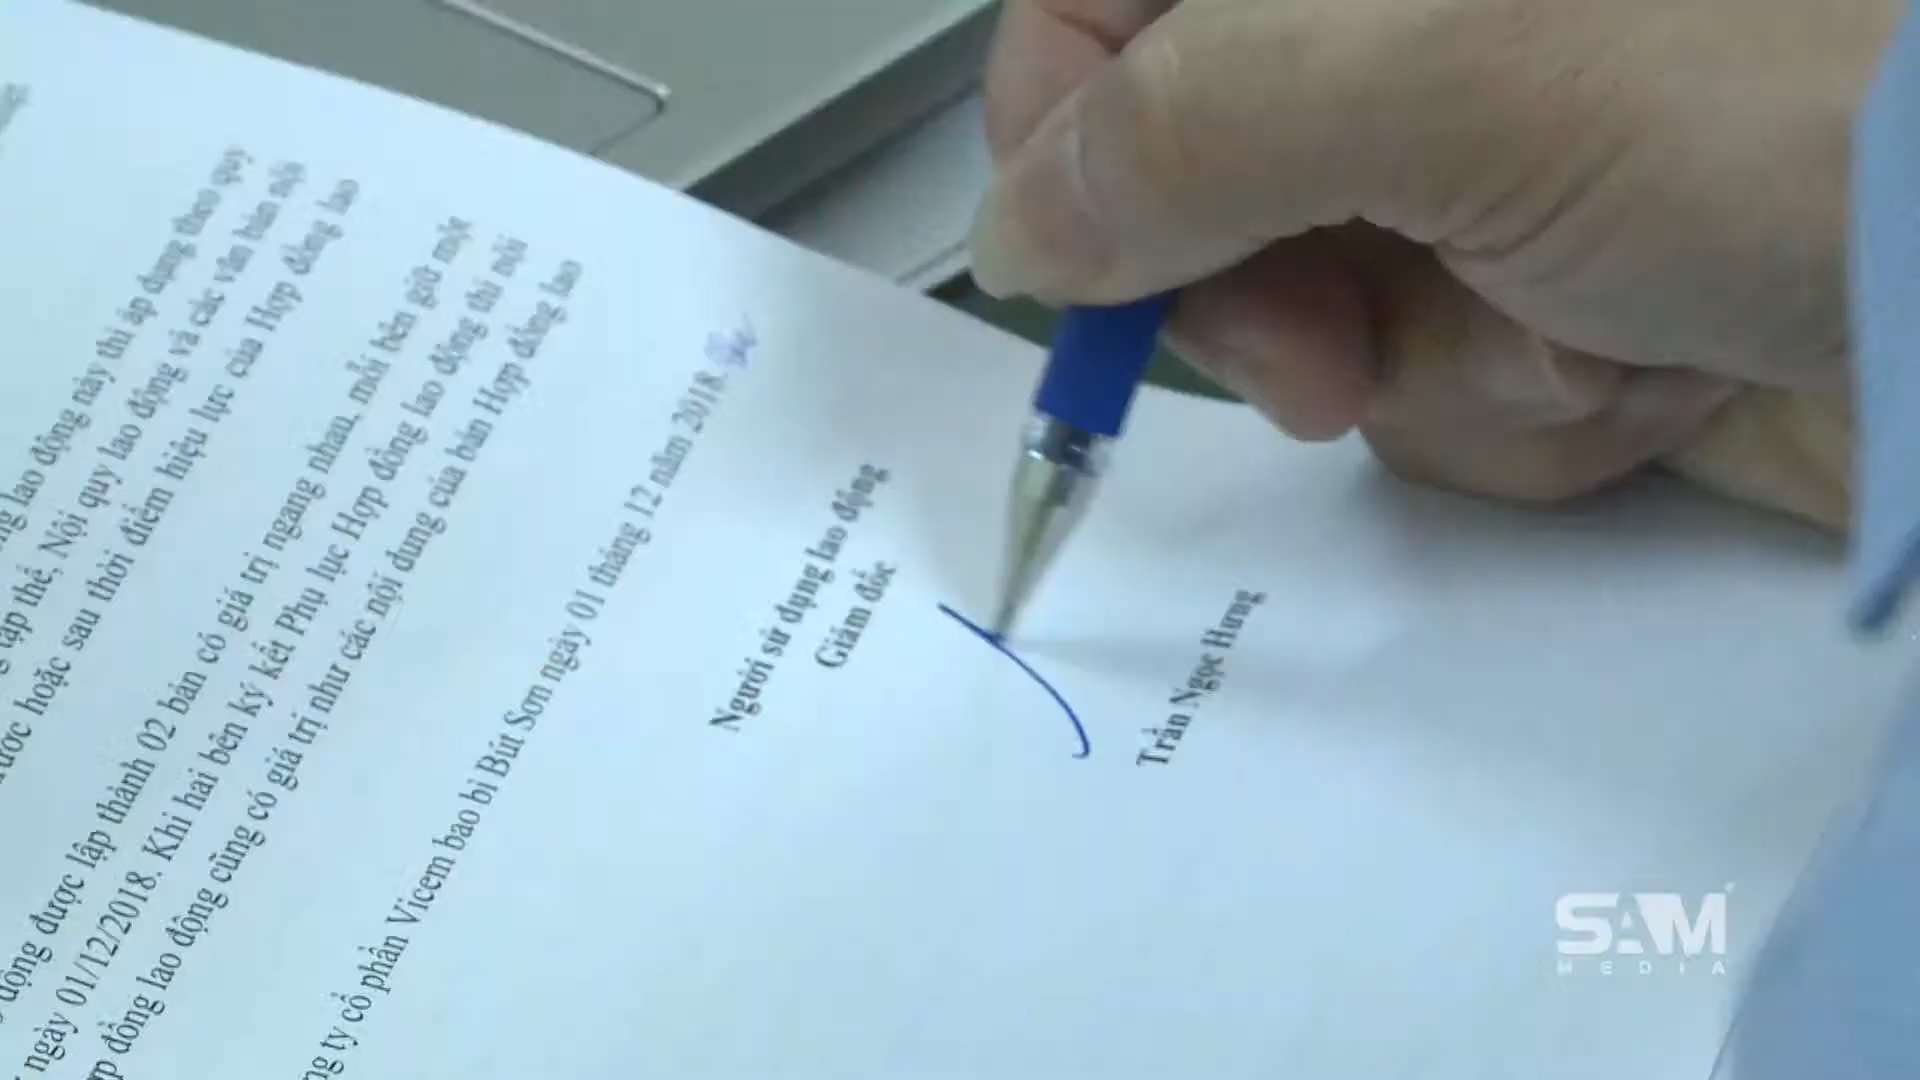 lao động này thì áp dụng theo quy
tập thể, Nội quy lao động và các văn bản nội
hoặc sau thời điểm hiệu lực của Hợp đồng lao
động được lập thành 02 bản có giá trị ngang nhau, mỗi bên giữ một
ngày 01/12/2018. Khi hai bên ký kết Phụ lục Hợp đồng lao động thì nội
đồng lao động cũng có giá trị như các nội dung của bản Hợp đồng lao
ty cổ phần Vicem bao bì Bút Sơn ngày 01 tháng 12 năm 2018.
Người sử dụng lao động
Giám đốc
Trần Ngọc Hưng
SAM
MEDIA